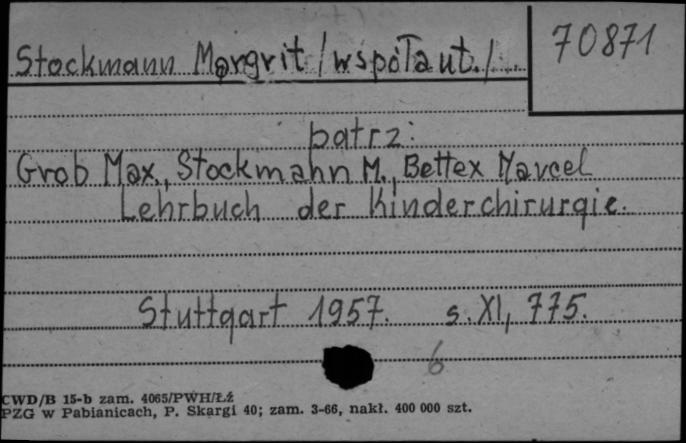 70871
Stockmann Margrit /współaut./
patrz:
Grob Max., Stockmann M., Bettex Marcel
Lehrbuch der Kinderchirurgie.
Stuttgart 1957. s. XI, 775.
6
CWD/B 15-b zam. 4065/PWH/Łź
PZG w Pabianicach, P. Skargi 40; zam. 3-66, nakł. 400 000 szt.